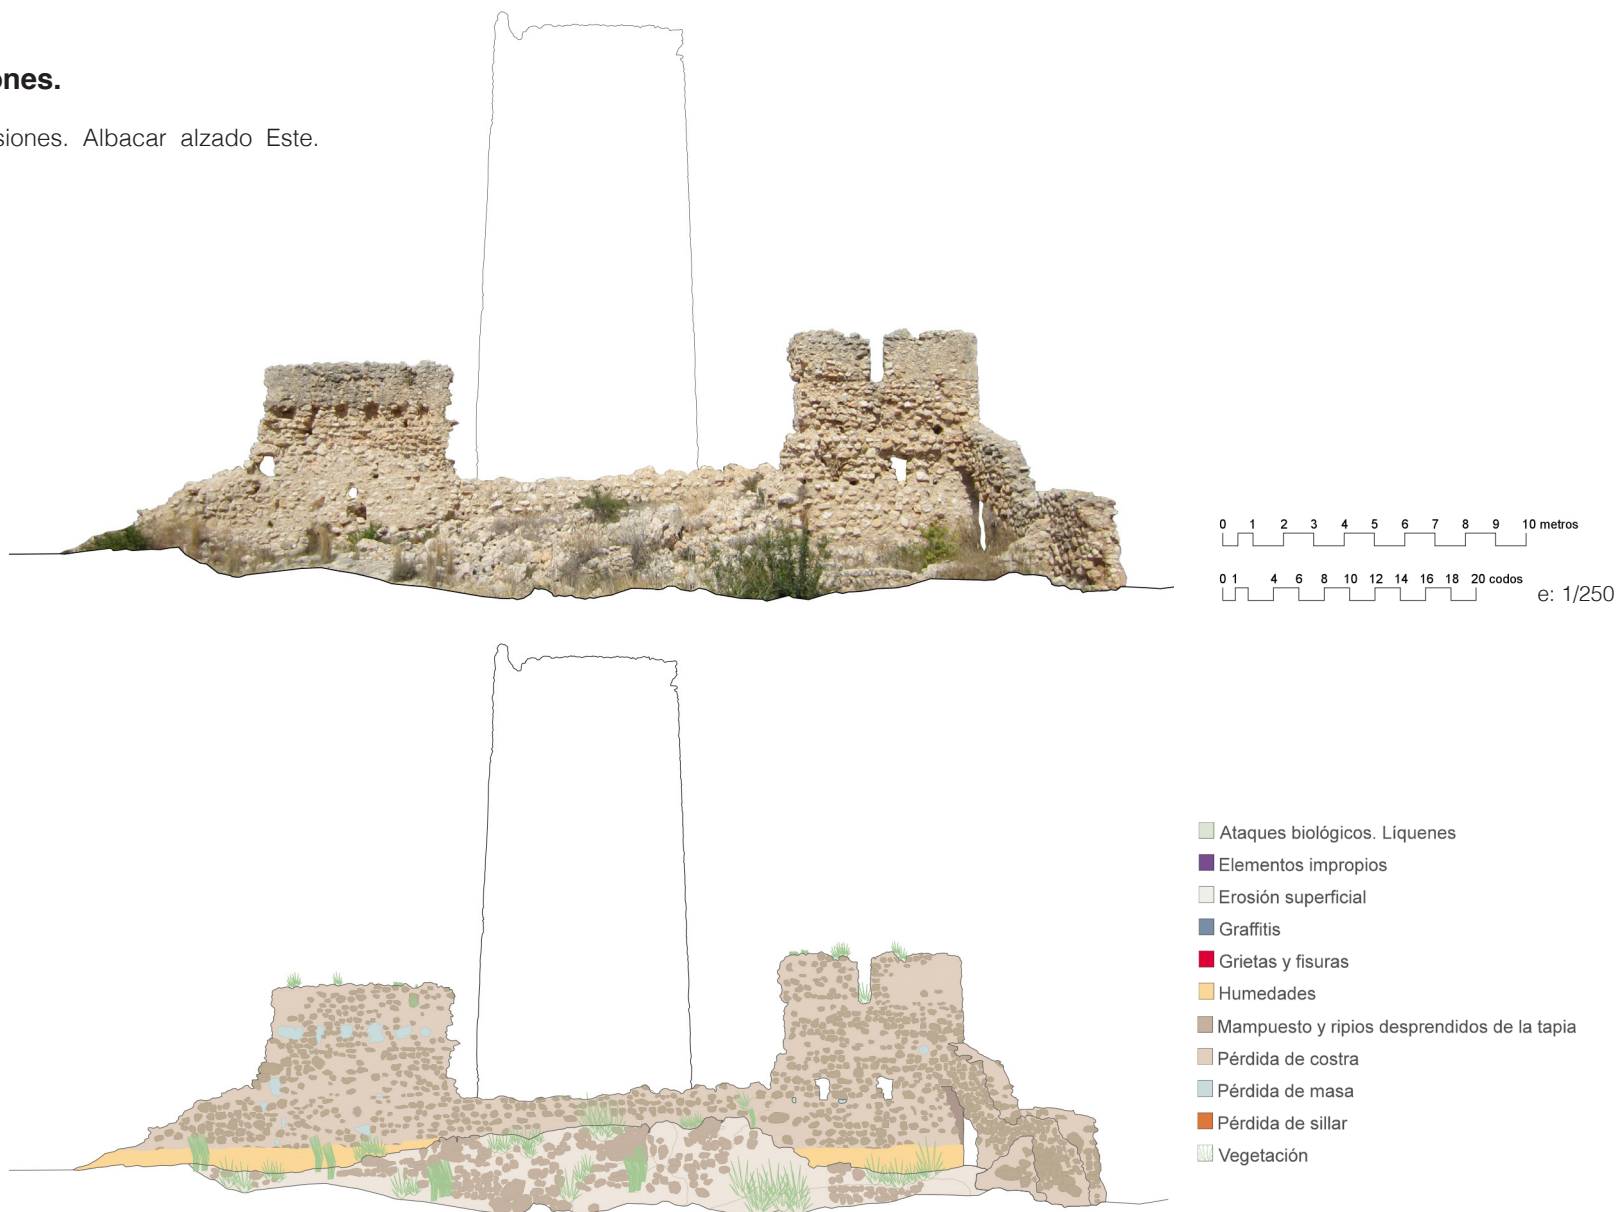 ones.
siones. Albacar alzado Este.
0 1 2 3 4 5 6 7 8 9 10 metros
0 1 4 6 8 10 12 14 16 18 20 codos
e: 1/250
Ataques biológicos. Líquenes
Elementos impropios
Erosión superficial
Graffitis
Grietas y fisuras
Humedades
Mampuesto y ripios desprendidos de la tapia
Pérdida de costra
Pérdida de masa
Pérdida de sillar
Vegetación